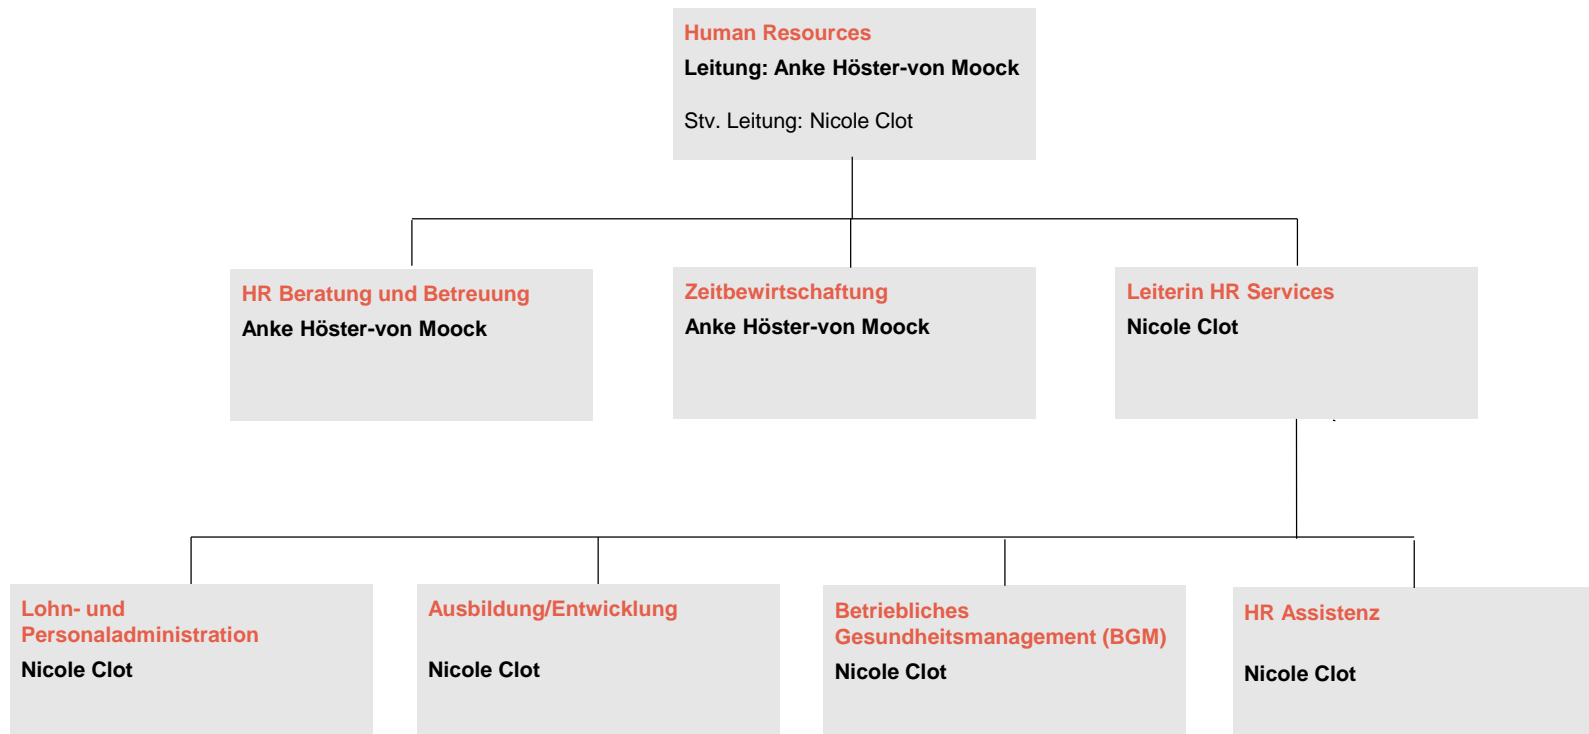 Human Resources
Leitung: Anke Höster-von Moock
Stv. Leitung: Nicole Clot
HR Beratung und Betreuung
Anke Höster-von Moock
Zeitbewirtschaftung
Anke Höster-von Moock
Leiterin HR Services
Nicole Clot
Lohn- und
Personaladministration
Nicole Clot
Ausbildung/Entwicklung
Nicole Clot
Betriebliches
Gesundheitsmanagement (BGM)
Nicole Clot
HR Assistenz
Nicole Clot